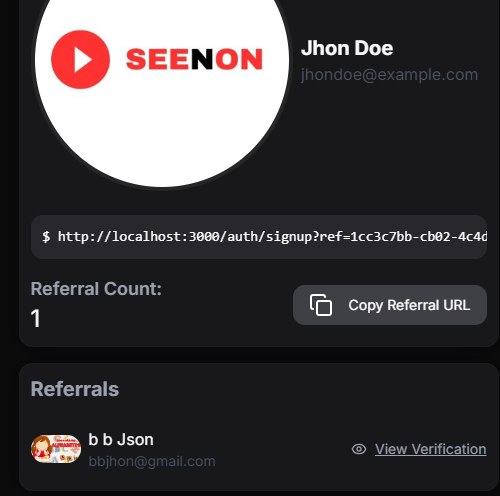 SEENON
Jhon Doe
jhondoe@example.com
$ http://localhost:3000/auth/signup?ref=1cc3c7bb-cb02-4c4d
Referral Count:
1
Copy Referral URL
Referrals
b b Json
bbjhon@gmail.com
View Verification